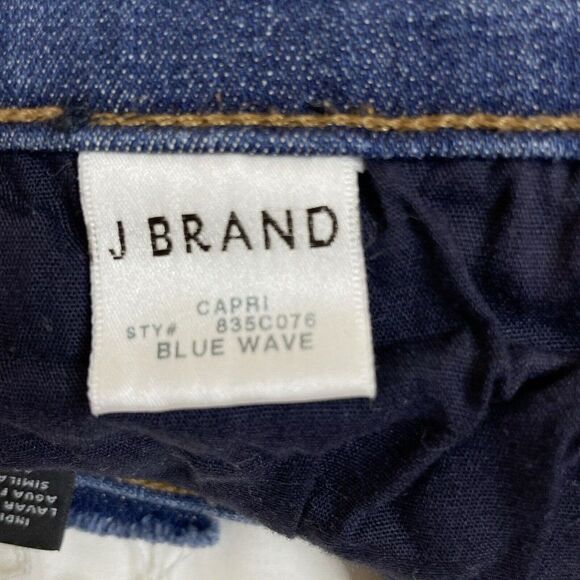 J BRAND
CAPRI
STY# 835C076
BLUE WAVE